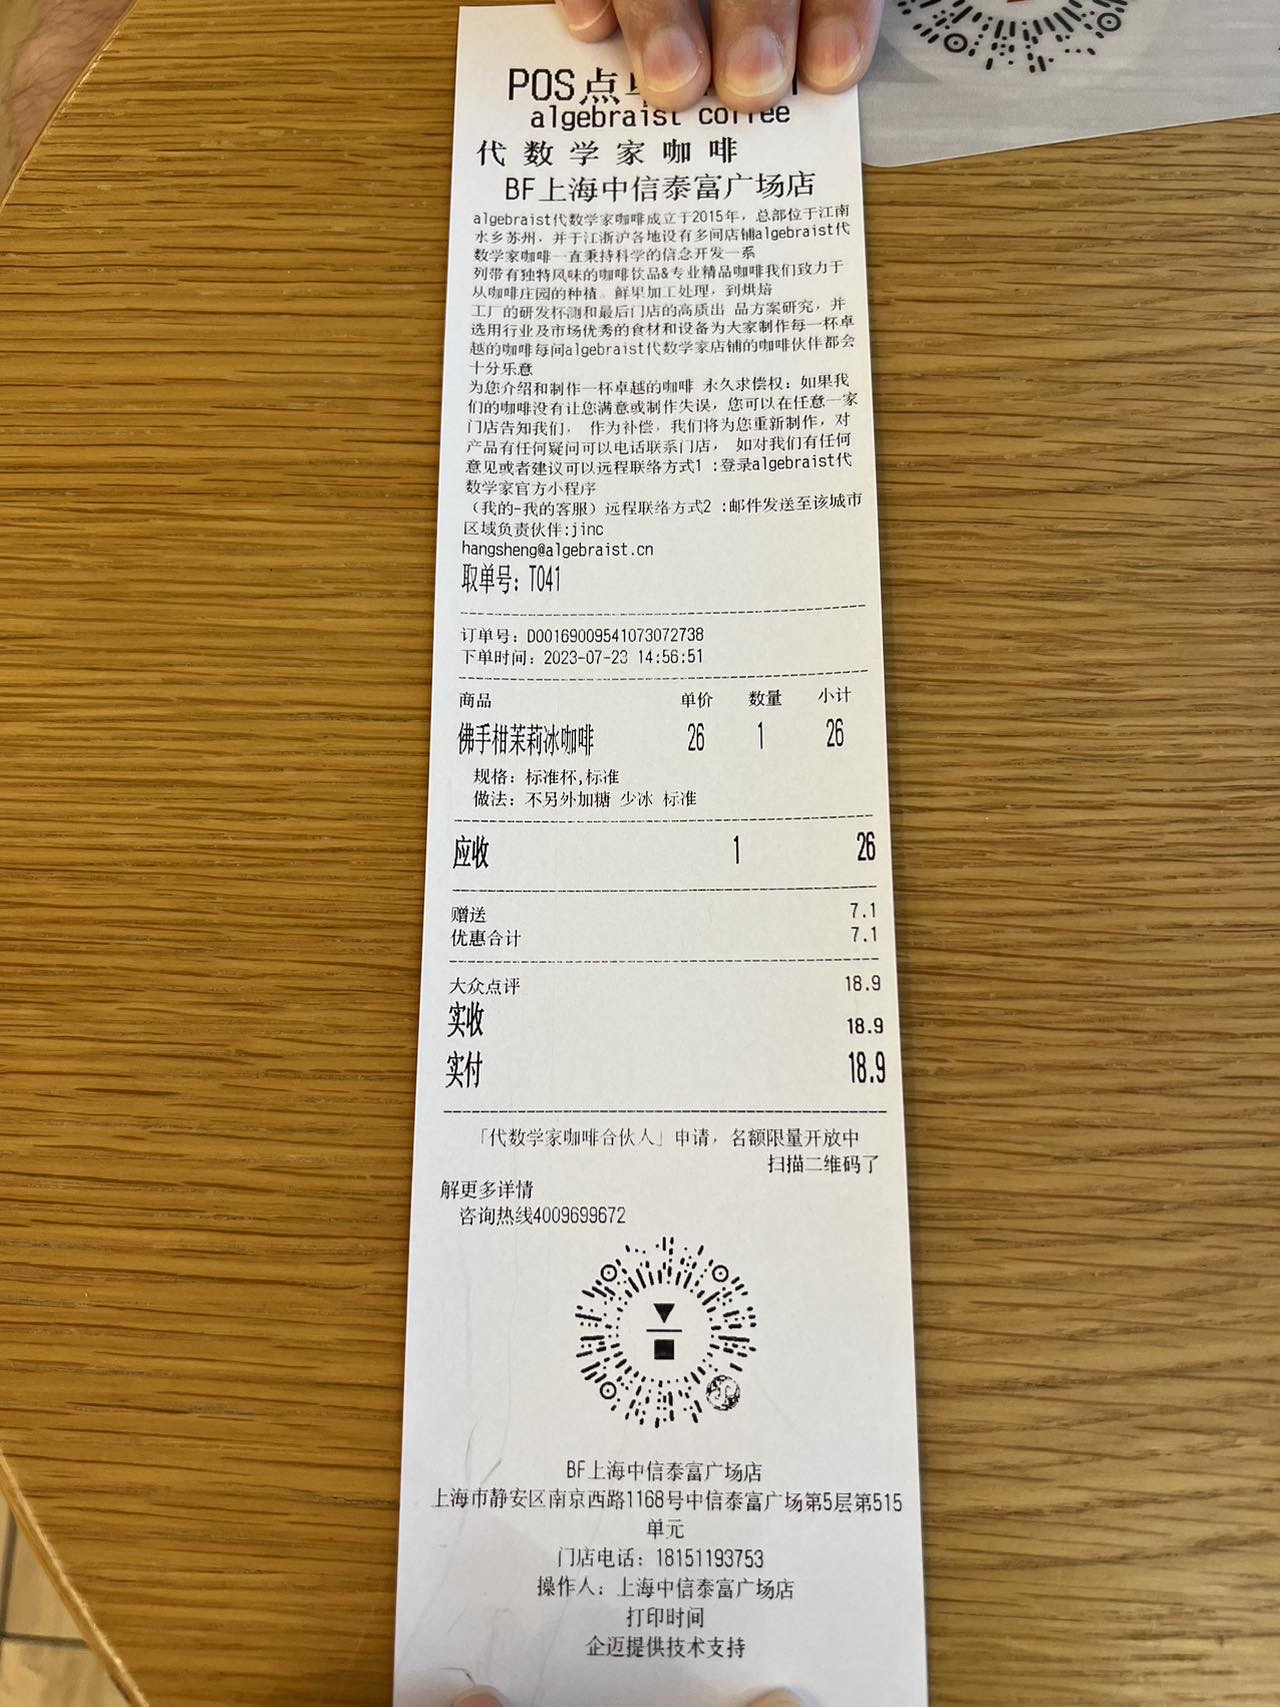 POS点
algebraist coffee
代数学家咖啡
BF上海中信泰富广场店
algebraist代数学家咖啡成立于2015年，总部位于江南
水乡苏州，并于江浙沪各地设有多间店铺algebraist代
数学家咖啡一直秉持科学的信念开发一系
列带有独特风味的咖啡饮品&专业精品咖啡我们致力于
从咖啡庄园的种植。鲜果加工处理，到烘焙
工厂的研发杯测和最后门店的高质出 品方案研究，并
选用行业及市场优秀的食材和设备为大家制作每一杯卓
越的咖啡每间algebraist代数学家店铺的咖啡伙伴都会
十分乐意
为您介绍和制作一杯卓越的咖啡 永久求偿权：如果我
们的咖啡没有让您满意或制作失误，您可以在任意一家
门店告知我们， 作为补偿，我们将为您重新制作，对
产品有任何疑问可以电话联系门店， 如对我们有任何
意见或者建议可以远程联络方式1 :登录algebraist代
数学家官方小程序
（我的-我的客服）远程联络方式2 :邮件发送至该城市
区域负责伙伴:jinc
hangsheng@algebraist.cn
取单号：T041
订单号：D00169009541073072738
下单时间：2023-07-23 14:56:51
商品 单价 数量 小计
佛手柑茉莉冰咖啡 26 1 26
规格：标准杯,标准
做法：不另外加糖 少冰 标准
应收 1 26
赠送 7.1
优惠合计 7.1
大众点评 18.9
实收 18.9
实付 18.9
「代数学家咖啡合伙人」申请，名额限量开放中
扫描二维码了
解更多详情
咨询热线4009699672
BF上海中信泰富广场店
上海市静安区南京西路1168号中信泰富广场第5层第515
单元
门店电话：18151193753
操作人：上海中信泰富广场店
打印时间
企迈提供技术支持